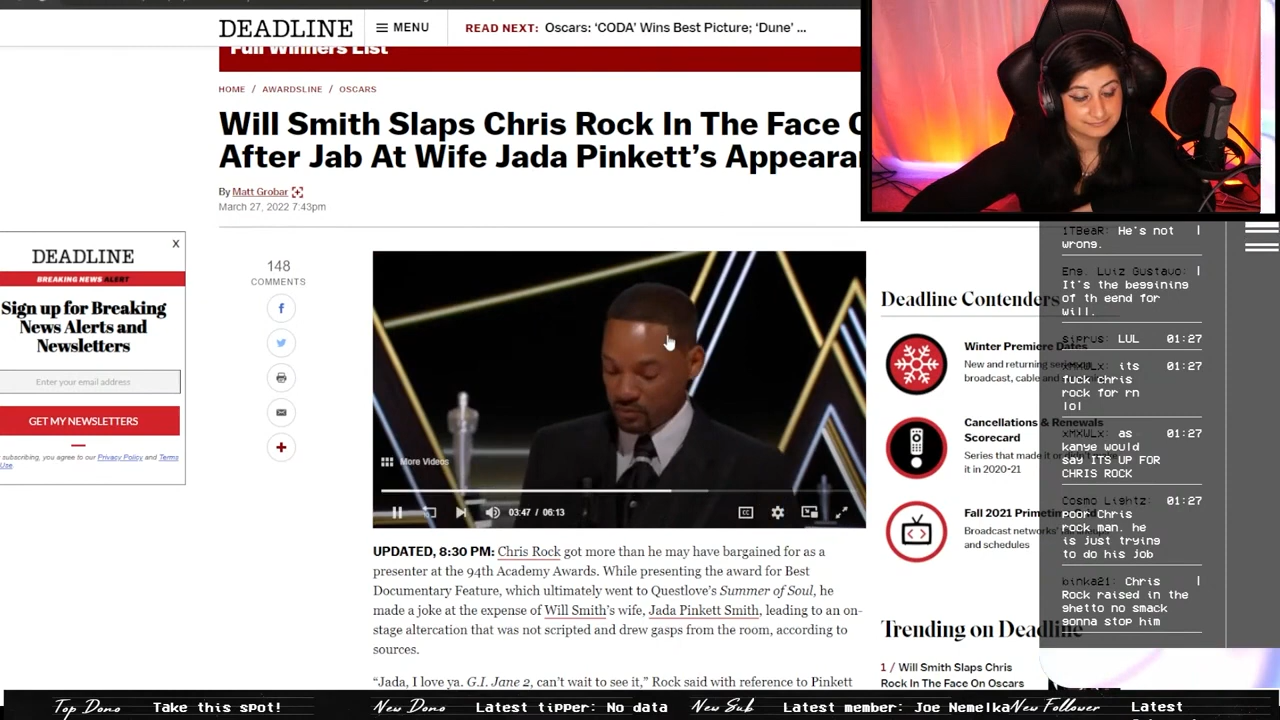 DEADLINE
MENU
READ NEXT: Oscars: ‘CODA’ Wins Best Picture; ‘Dune’ ...
Full Winners List
HOME / AWARDSLINE / OSCARS
Will Smith Slaps Chris Rock In The Face O
After Jab At Wife Jada Pinkett’s Appearan
By Matt Grobar
March 27, 2022 7:43pm
X
DEADLINE
BREAKING NEWS ALERT
Sign up for Breaking
News Alerts and
Newsletters
Enter your email address
GET MY NEWSLETTERS
subscribing, you agree to our Privacy Policy and Terms
Use.
148
COMMENTS
More Videos
03:47 / 06:13
CC
UPDATED, 8:30 PM: Chris Rock got more than he may have bargained for as a
presenter at the 94th Academy Awards. While presenting the award for Best
Documentary Feature, which ultimately went to Questlove’s Summer of Soul, he
made a joke at the expense of Will Smith’s wife, Jada Pinkett Smith, leading to an on-
stage altercation that was not scripted and drew gasps from the room, according to
sources.
“Jada, I love ya. G.I. Jane 2, can’t wait to see it,” Rock said with reference to Pinkett
Deadline Contenders
Winter Premiere Dates
New and returning series
broadcast, cable and
Cancellations & Renewals
Scorecard
Series that made it or
it in 2020-21
Fall 2021 Primetime
Broadcast networks'
and schedules
Trending on Deadline
1 / Will Smith Slaps Chris
Rock In The Face On Oscars
1TBeaR: He's not
wrong.
Eng. Luiz Gustavo:
It's the beggining
of th eend for
will.
siprus: LUL 01:27
xMXWLx: its 01:27
fuck chris
rock for rn
lol
xMXWLx: as 01:27
kanye would
say ITS UP FOR
CHRIS ROCK
Cosmo Lightz: 01:27
poor Chris
rock man. he
is just trying
to do his job
binka21: Chris
Rock raised in the
ghetto no smack
gonna stop him
Top Dono Take this spot! New Dono Latest tipper: No data New Sub Latest member: Joe Nemelka New Follower Latest